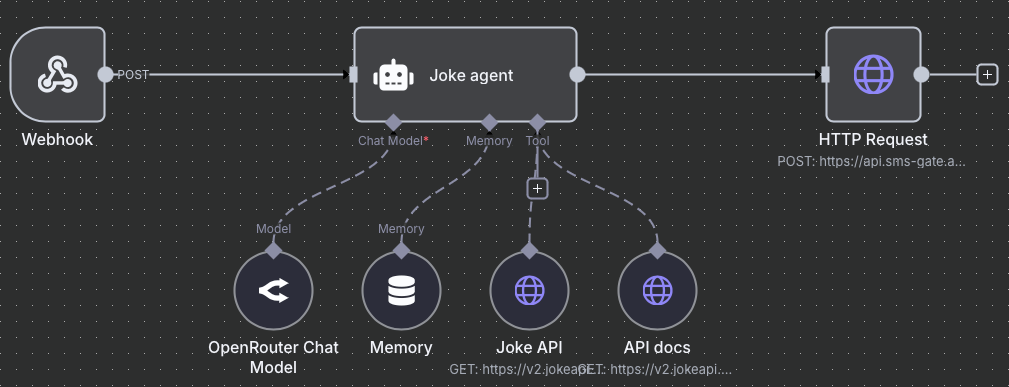 POST
Joke agent
Webhook
Chat Model*
Memory
Tool
HTTP Request
POST: https://api.sms-gate.a...
Model
Memory
OpenRouter Chat
Model
Memory
Joke API
API docs
GET: https://v2.jokeapi
GET: https://v2.jokeapi....